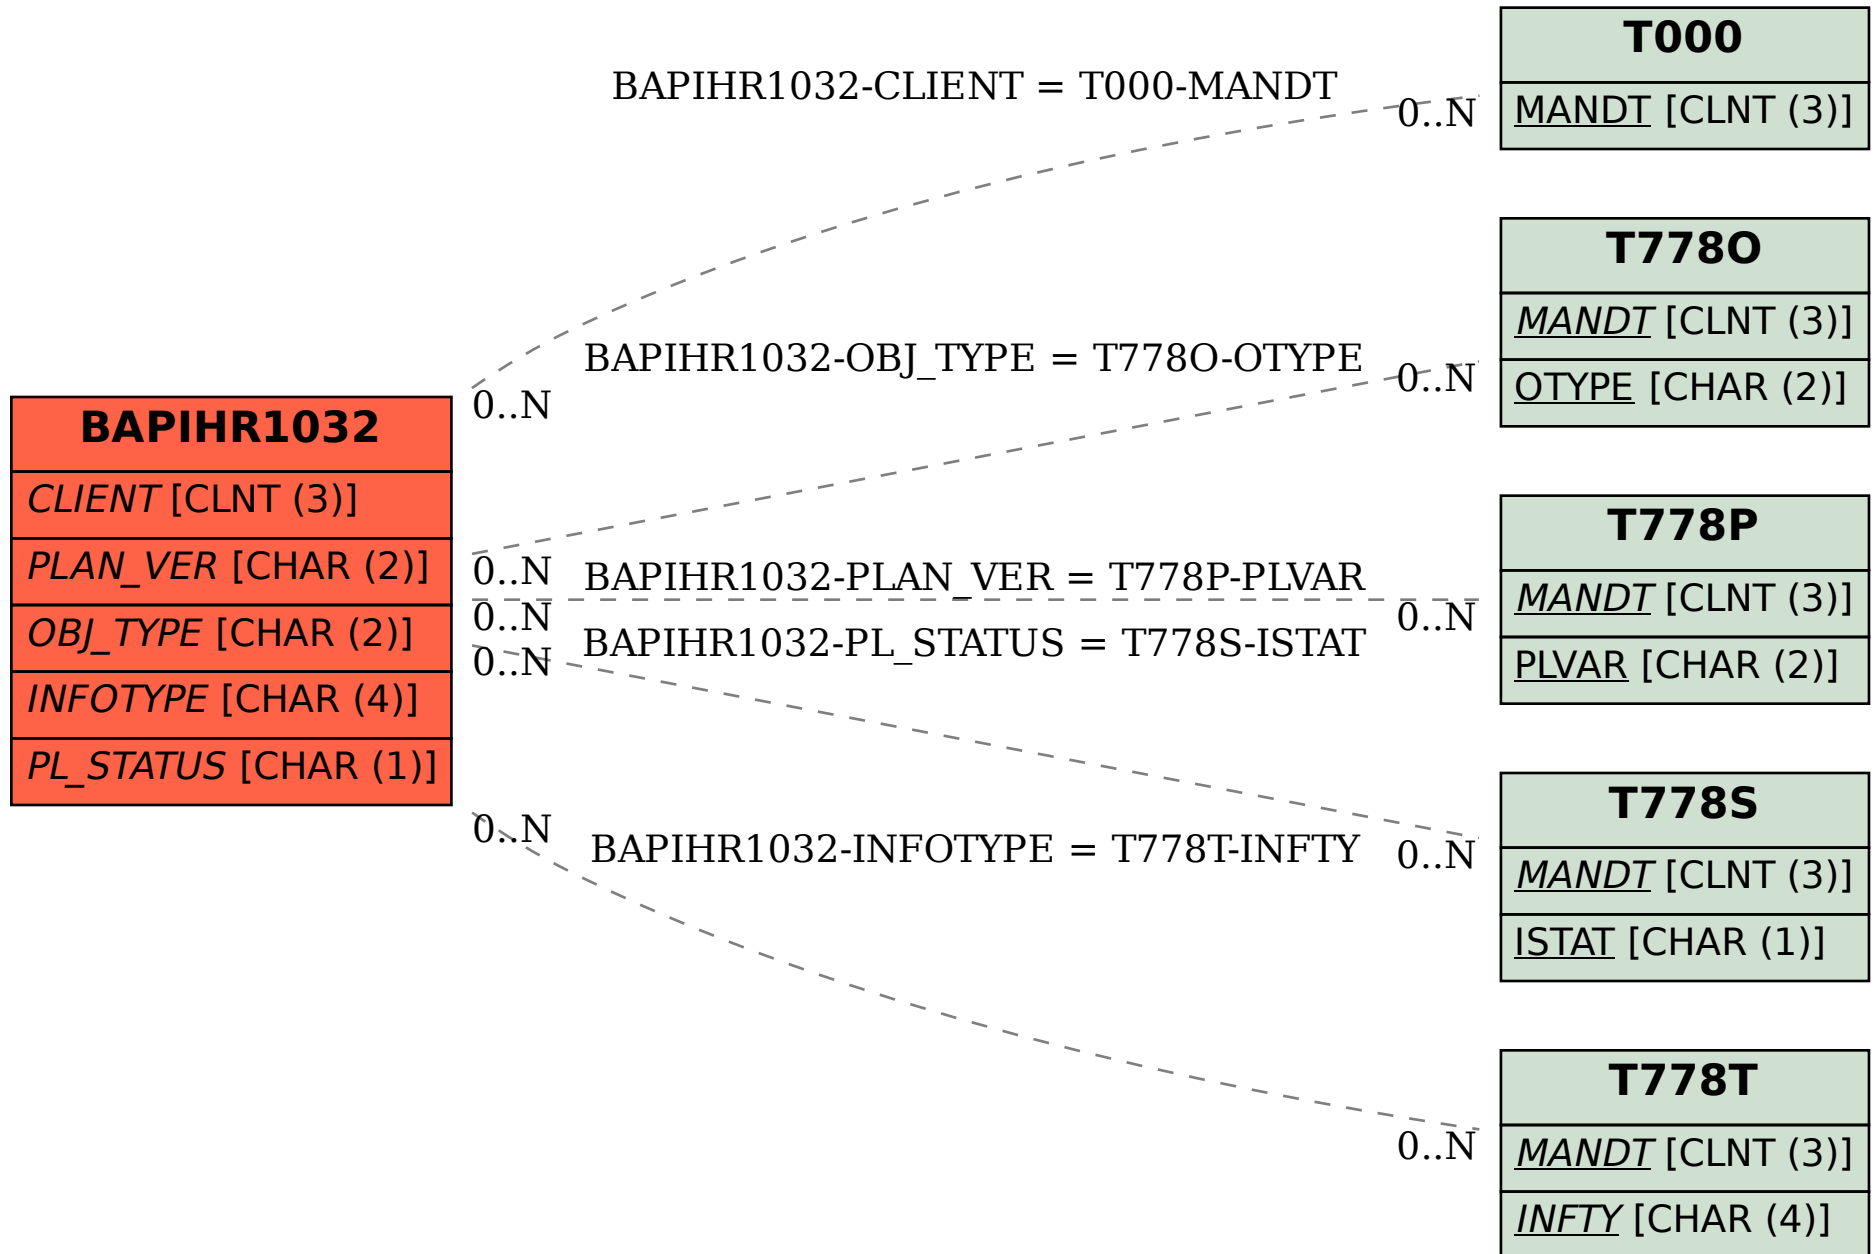 BAPIHR1032
CLIENT [CLNT (3)]
PLAN_VER [CHAR (2)]
OBJ_TYPE [CHAR (2)]
INFOTYPE [CHAR (4)]
PL_STATUS [CHAR (1)]
BAPIHR1032-CLIENT = T000-MANDT
0..N
0..N
BAPIHR1032-OBJ_TYPE = T778O-OTYPE
0..N
0..N
BAPIHR1032-PLAN_VER = T778P-PLVAR
0..N
0..N
BAPIHR1032-PL_STATUS = T778S-ISTAT
0..N
0..N
BAPIHR1032-INFOTYPE = T778T-INFTY
0..N
0..N
T000
MANDT [CLNT (3)]
T778O
MANDT [CLNT (3)]
OTYPE [CHAR (2)]
T778P
MANDT [CLNT (3)]
PLVAR [CHAR (2)]
T778S
MANDT [CLNT (3)]
ISTAT [CHAR (1)]
T778T
MANDT [CLNT (3)]
INFTY [CHAR (4)]